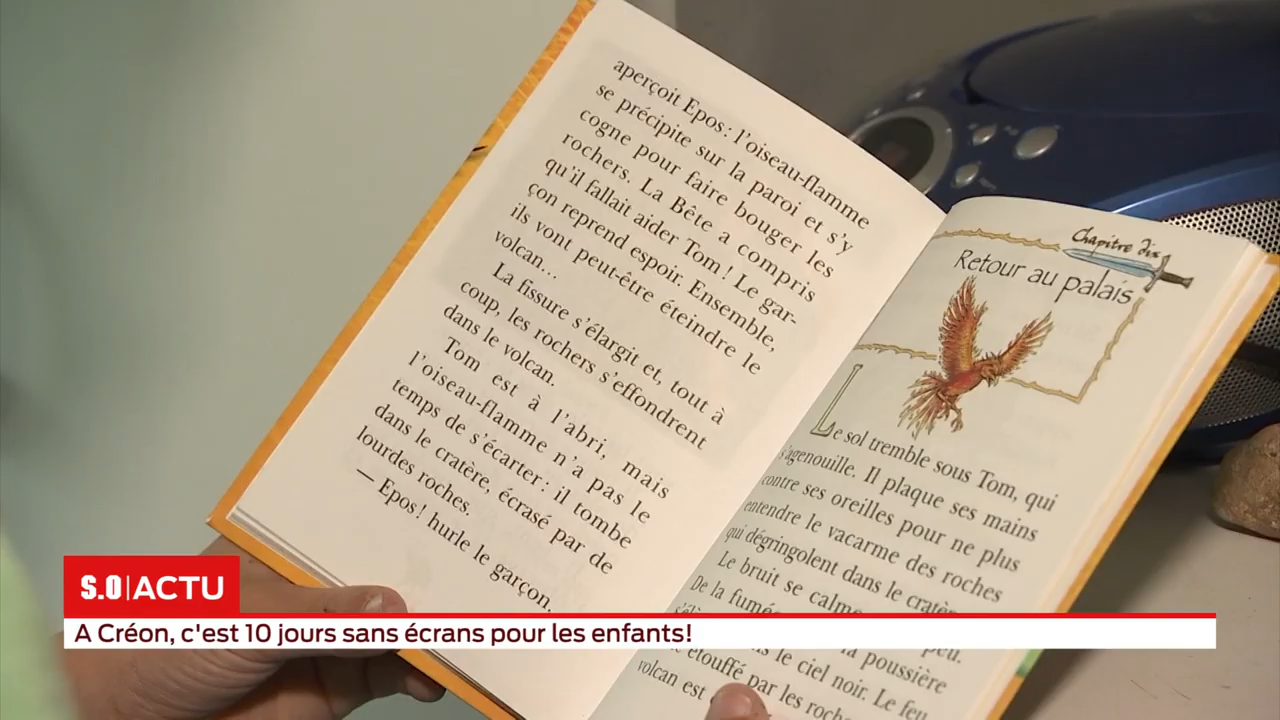 aperçoit Epos : l'oiseau-flamme
se précipite sur la paroi et s'y
cogne pour faire bouger les
rochers. La Bête a compris
qu'il fallait aider Tom ! Le gar-
çon reprend espoir. Ensemble,
ils vont peut-être éteindre le
volcan...
La fissure s'élargit et, tout à
coup, les rochers s'effondrent
dans le volcan.
Tom est à l'abri, mais
l'oiseau-flamme n'a pas le
temps de s'écarter : il tombe
dans le cratère, écrasé par de
lourdes roches.
— Epos ! hurle le garçon.
Chapitre dix
Retour au palais
Le sol tremble sous Tom, qui
s'agenouille. Il plaque ses mains
contre ses oreilles pour ne plus
entendre le vacarme des roches
qui dégringolent dans le cratère
Le bruit se calme peu.
De la fumée la poussière
le ciel noir. Le feu
étouffé par les roches
volcan est
S.O|ACTU
A Créon, c'est 10 jours sans écrans pour les enfants!